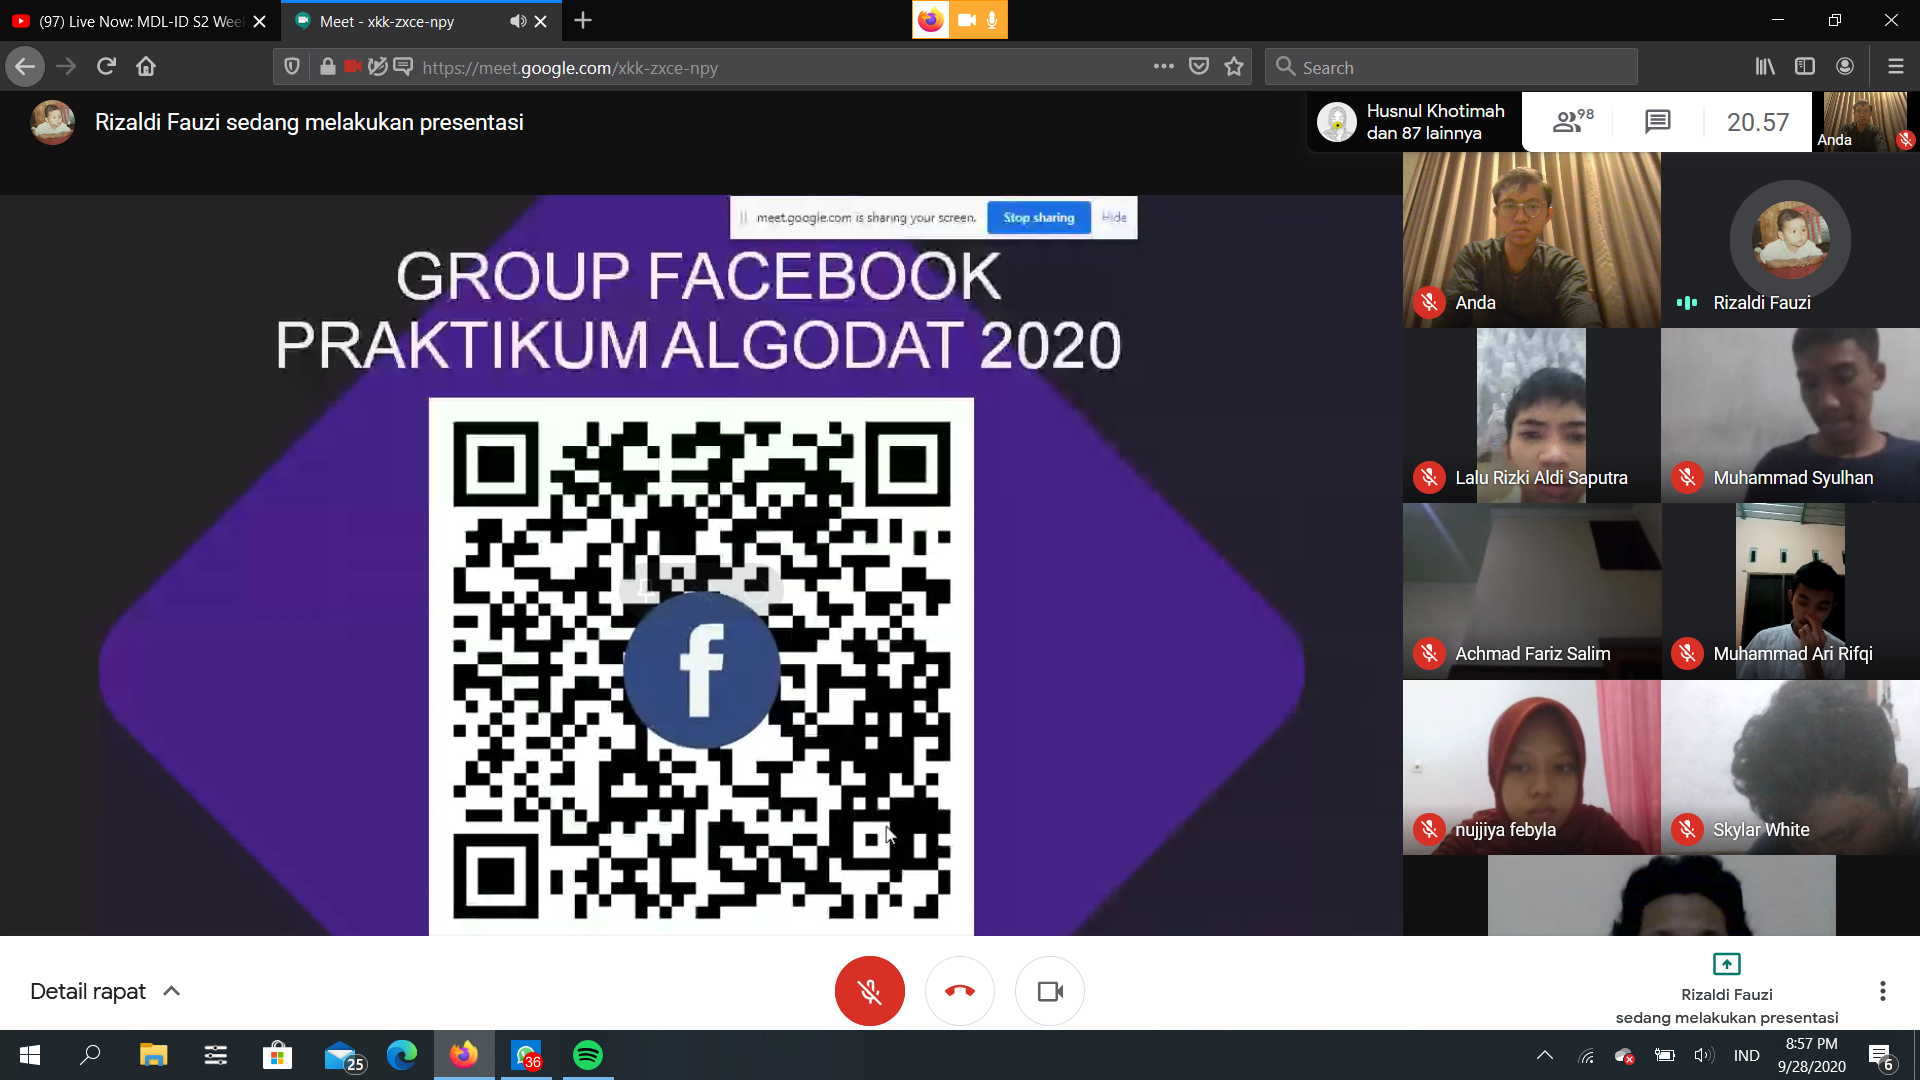 (97) Live Now: MDL-ID S2 Wee
Meet - xkk-zxce-npy
https://meet.google.com/xkk-zxce-npy
Search
Rizaldi Fauzi sedang melakukan presentasi
Husnul Khotimah
dan 87 lainnya
98
20.57
Anda
meet.google.com is sharing your screen.
Stop sharing
Hide
GROUP FACEBOOK
PRAKTIKUM ALGODAT 2020
f
Anda
Rizaldi Fauzi
Lalu Rizki Aldi Saputra
Muhammad Syulhan
Achmad Fariz Salim
Muhammad Ari Rifqi
nujjiya febyla
Skylar White
Detail rapat
Rizaldi Fauzi
sedang melakukan presentasi
25
36
IND
8:57 PM
9/28/2020
6